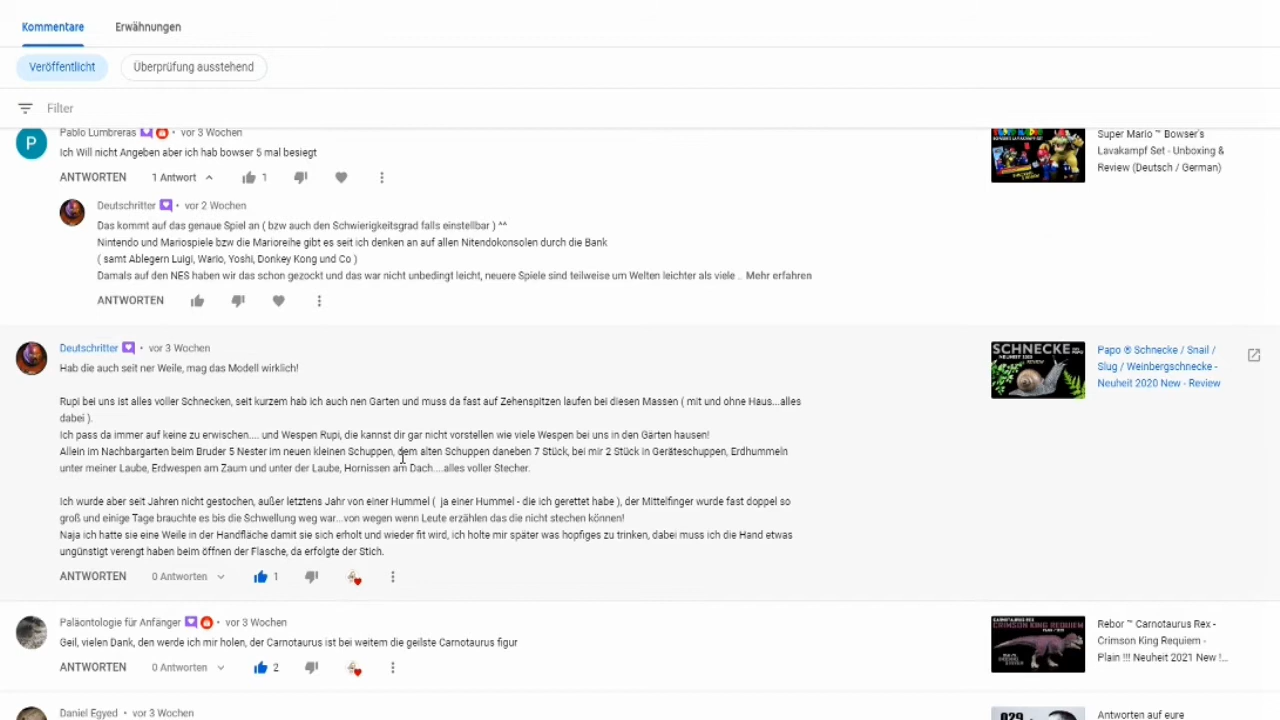 Kommentare
Erwähnungen
Veröffentlicht
Überprüfung ausstehend
Filter
P
Pablo Lumbreras • vor 3 Wochen
Ich Will nicht Angeben aber ich hab bowser 5 mal besiegt
ANTWORTEN 1 Antwort 1
Super Mario ™ Bowser's
Lavakampf Set - Unboxing &
Review (Deutsch / German)
Deutschritter • vor 2 Wochen
Das kommt auf das genaue Spiel an ( bzw auch den Schwierigkeitsgrad falls einstellbar ) ^^
Nintendo und Mariospiele bzw die Marioreihe gibt es seit ich denken an auf allen Nitendokonsolen durch die Bank
( samt Ablegern Luigi, Wario, Yoshi, Donkey Kong und Co )
Damals auf den NES haben wir das schon gezockt und das war nicht unbedingt leicht, neuere Spiele sind teilweise um Welten leichter als viele .. Mehr erfahren
ANTWORTEN
Deutschritter • vor 3 Wochen
Hab die auch seit ner Weile, mag das Modell wirklich!
Rupi bei uns ist alles voller Schnecken, seit kurzem hab ich auch nen Garten und muss da fast auf Zehenspitzen laufen bei diesen Massen ( mit und ohne Haus...alles
dabei ).
Ich pass da immer auf keine zu erwischen.... und Wespen Rupi, die kannst dir gar nicht vorstellen wie viele Wespen bei uns in den Gärten hausen!
Allein im Nachbargarten beim Bruder 5 Nester im neuen kleinen Schuppen, dem alten Schuppen daneben 7 Stück, bei mir 2 Stück in Geräteschuppen, Erdhummeln
unter meiner Laube, Erdwespen am Zaum und unter der Laube, Hornissen am Dach....alles voller Stecher.
Ich wurde aber seit Jahren nicht gestochen, außer letztens Jahr von einer Hummel ( ja einer Hummel - die ich gerettet habe ), der Mittelfinger wurde fast doppel so
groß und einige Tage brauchte es bis die Schwellung weg war...von wegen wenn Leute erzählen das die nicht stechen können!
Naja ich hatte sie eine Weile in der Handfläche damit sie sich erholt und wieder fit wird, ich holte mir später was hopfiges zu trinken, dabei muss ich die Hand etwas
ungünstig verengt haben beim öffnen der Flasche, da erfolgte der Stich.
ANTWORTEN 0 Antworten 1
SCHNECKE
Papo ® Schnecke / Snail /
Slug / Weinbergschnecke -
Neuheit 2020 New - Review
Paläontologie für Anfänger • vor 3 Wochen
Geil, vielen Dank, den werde ich mir holen, der Carnotaurus ist bei weitem die geilste Carnotaurus figur
ANTWORTEN 0 Antworten 2
CARNOTAURUS REX
CRIMSON KING REQUIEM
Rebor ™ Carnotaurus Rex -
Crimson King Requiem -
Plain !!! Neuheit 2021 New !...
Daniel Egyed • vor 3 Wochen
029
Antworten auf eure